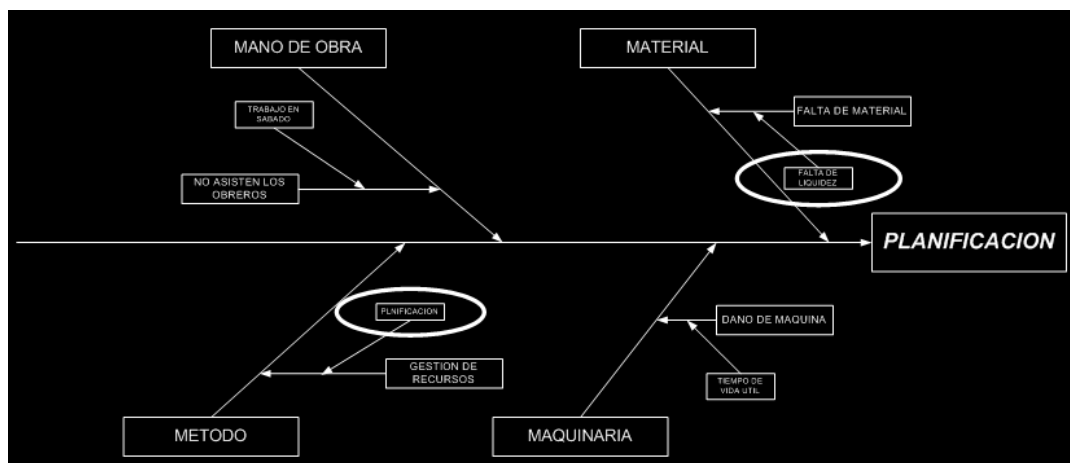 MANO DE OBRA
MATERIAL
TRABAJO EN
SABADO
FALTA DE MATERIAL
NO ASISTEN LOS
OBREROS
FALTA DE
LIQUIDEZ
PLANIFICACION
PLNIFICACION
DANO DE MAQUINA
GESTION DE
RECURSOS
TIEMPO DE
VIDA UTIL
METODO
MAQUINARIA